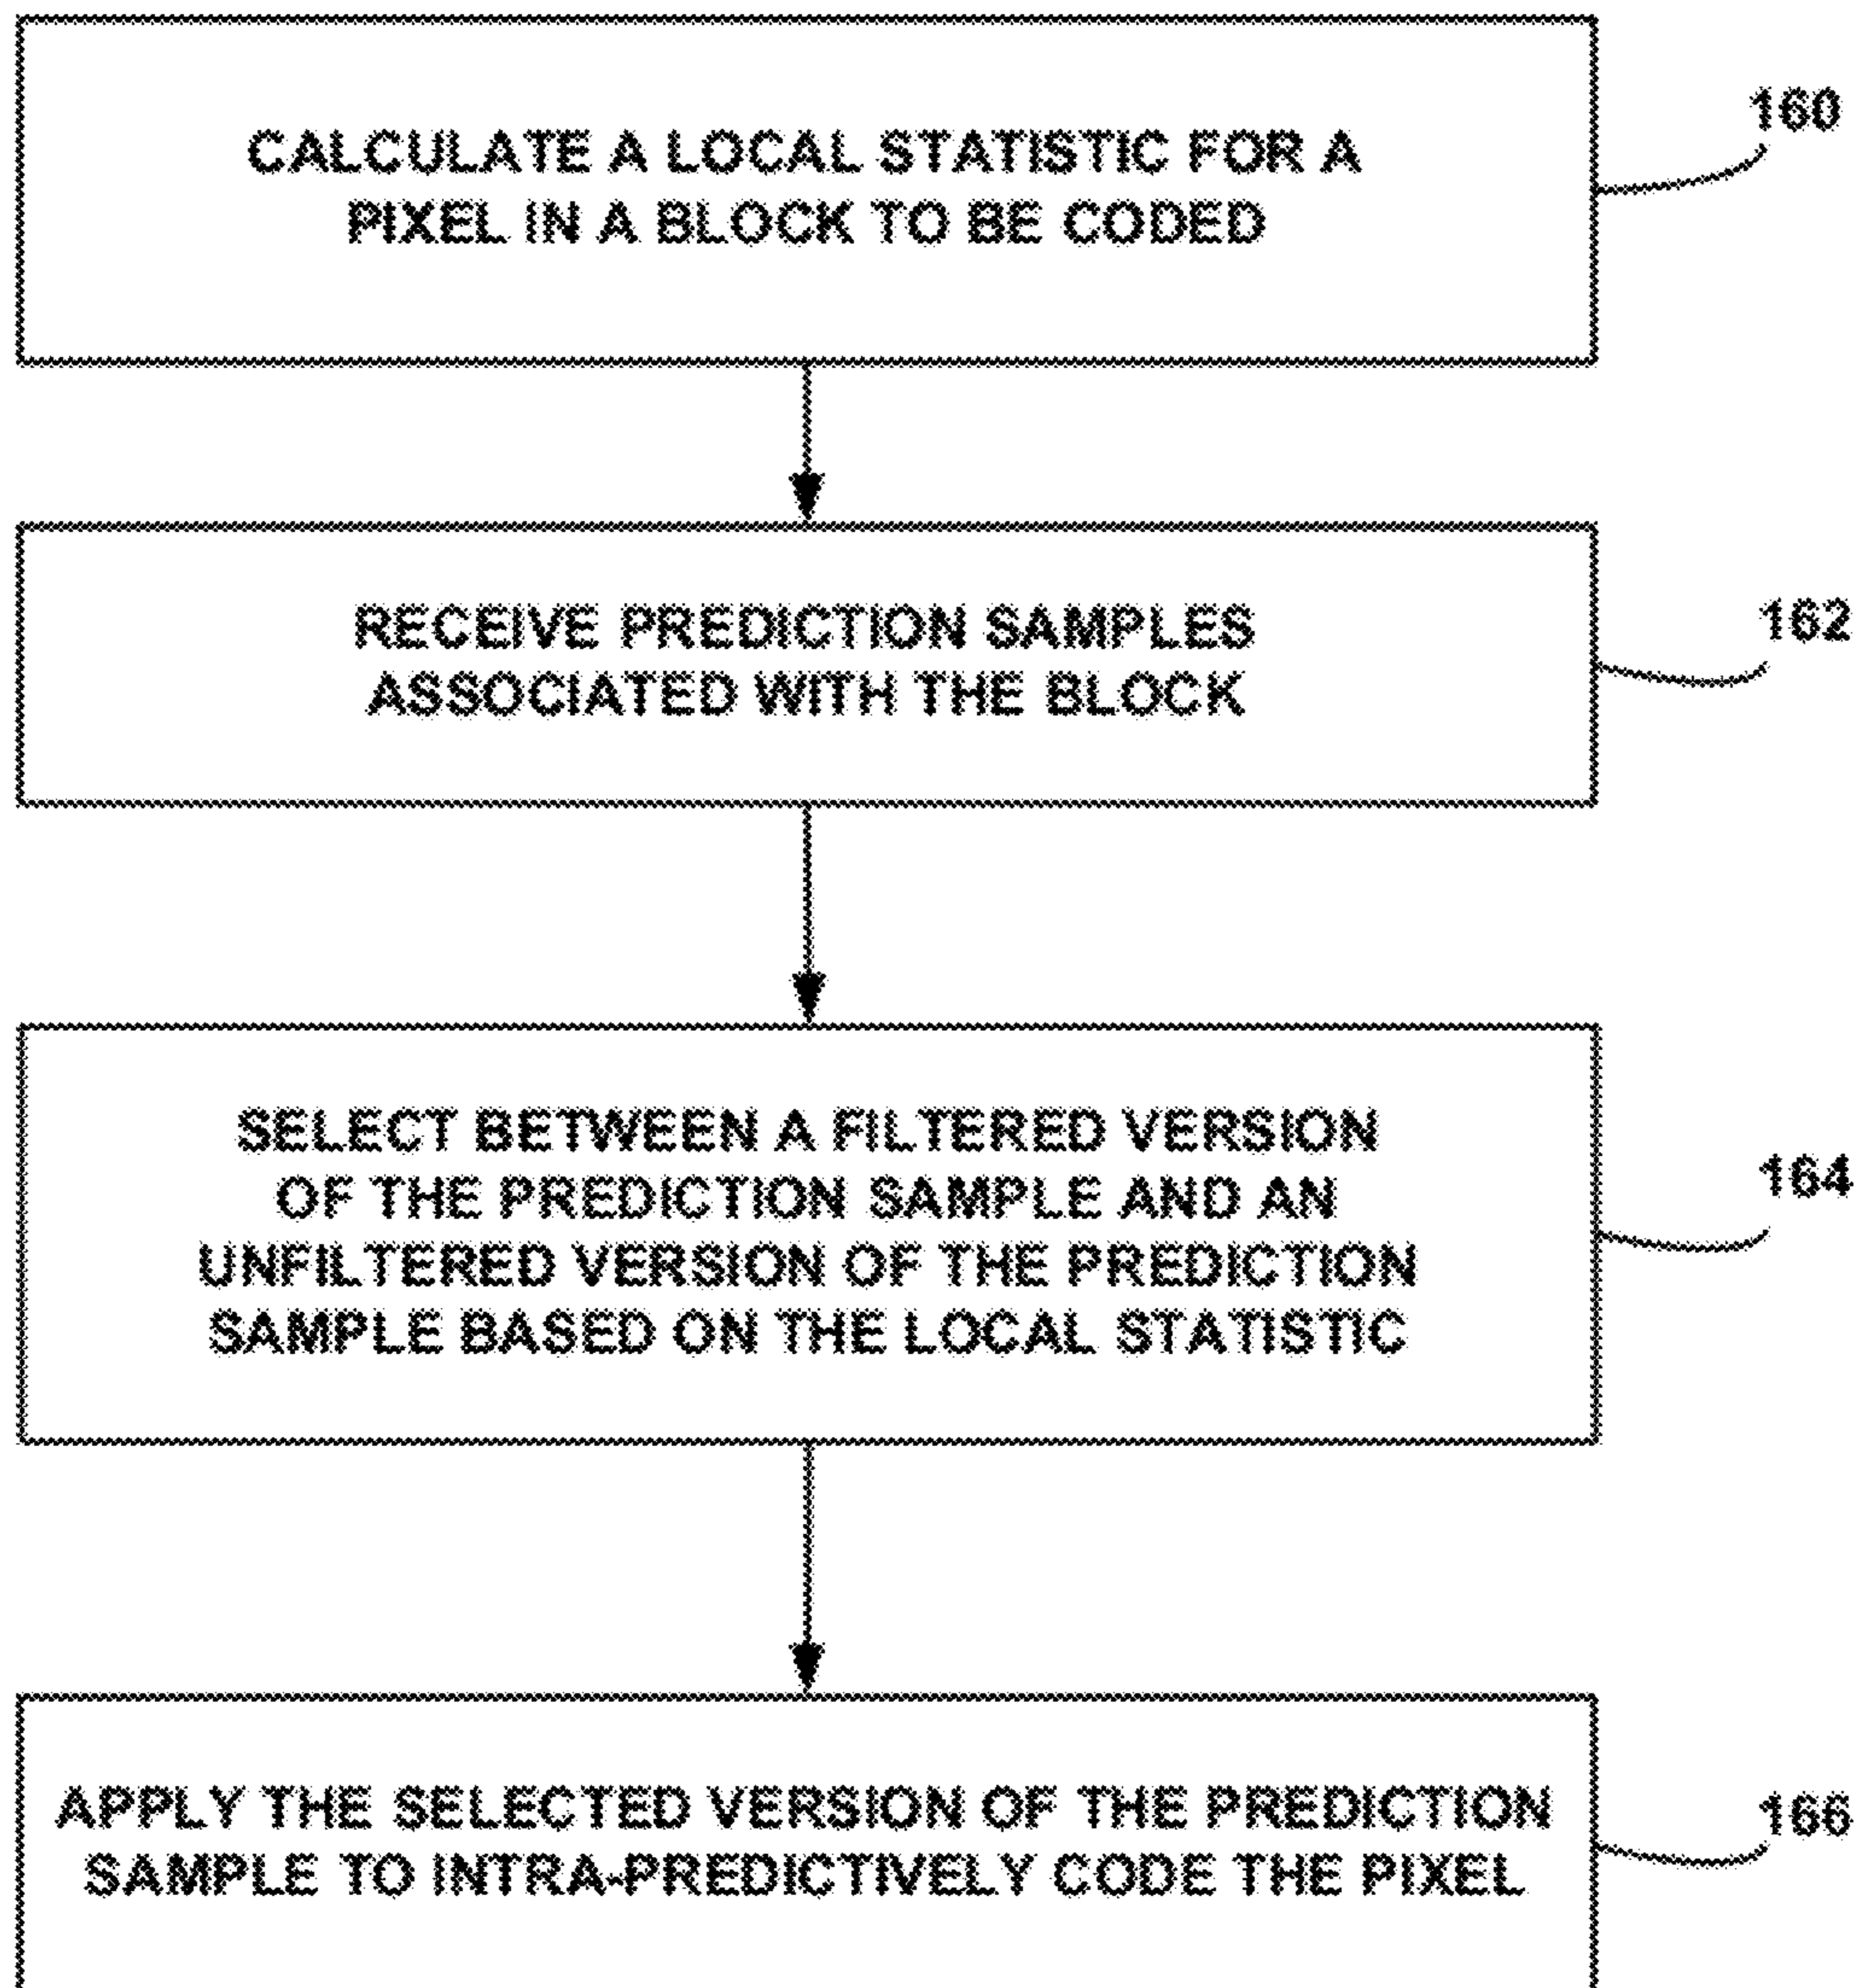 CALCULATE A LOCAL STATISTIC FOR A
PIXEL IN A BLOCK TO BE CODED
160
RECEIVE PREDICTION SAMPLES
ASSOCIATED WITH THE BLOCK
162
SELECT BETWEEN A FILTERED VERSION
OF THE PREDICTION SAMPLE AND AN
UNFILTERED VERSION OF THE PREDICTION
SAMPLE BASED ON THE LOCAL STATISTIC
164
APPLY THE SELECTED VERSION OF THE PREDICTION
SAMPLE TO INTRA-PREDICTIVELY CODE THE PIXEL
166